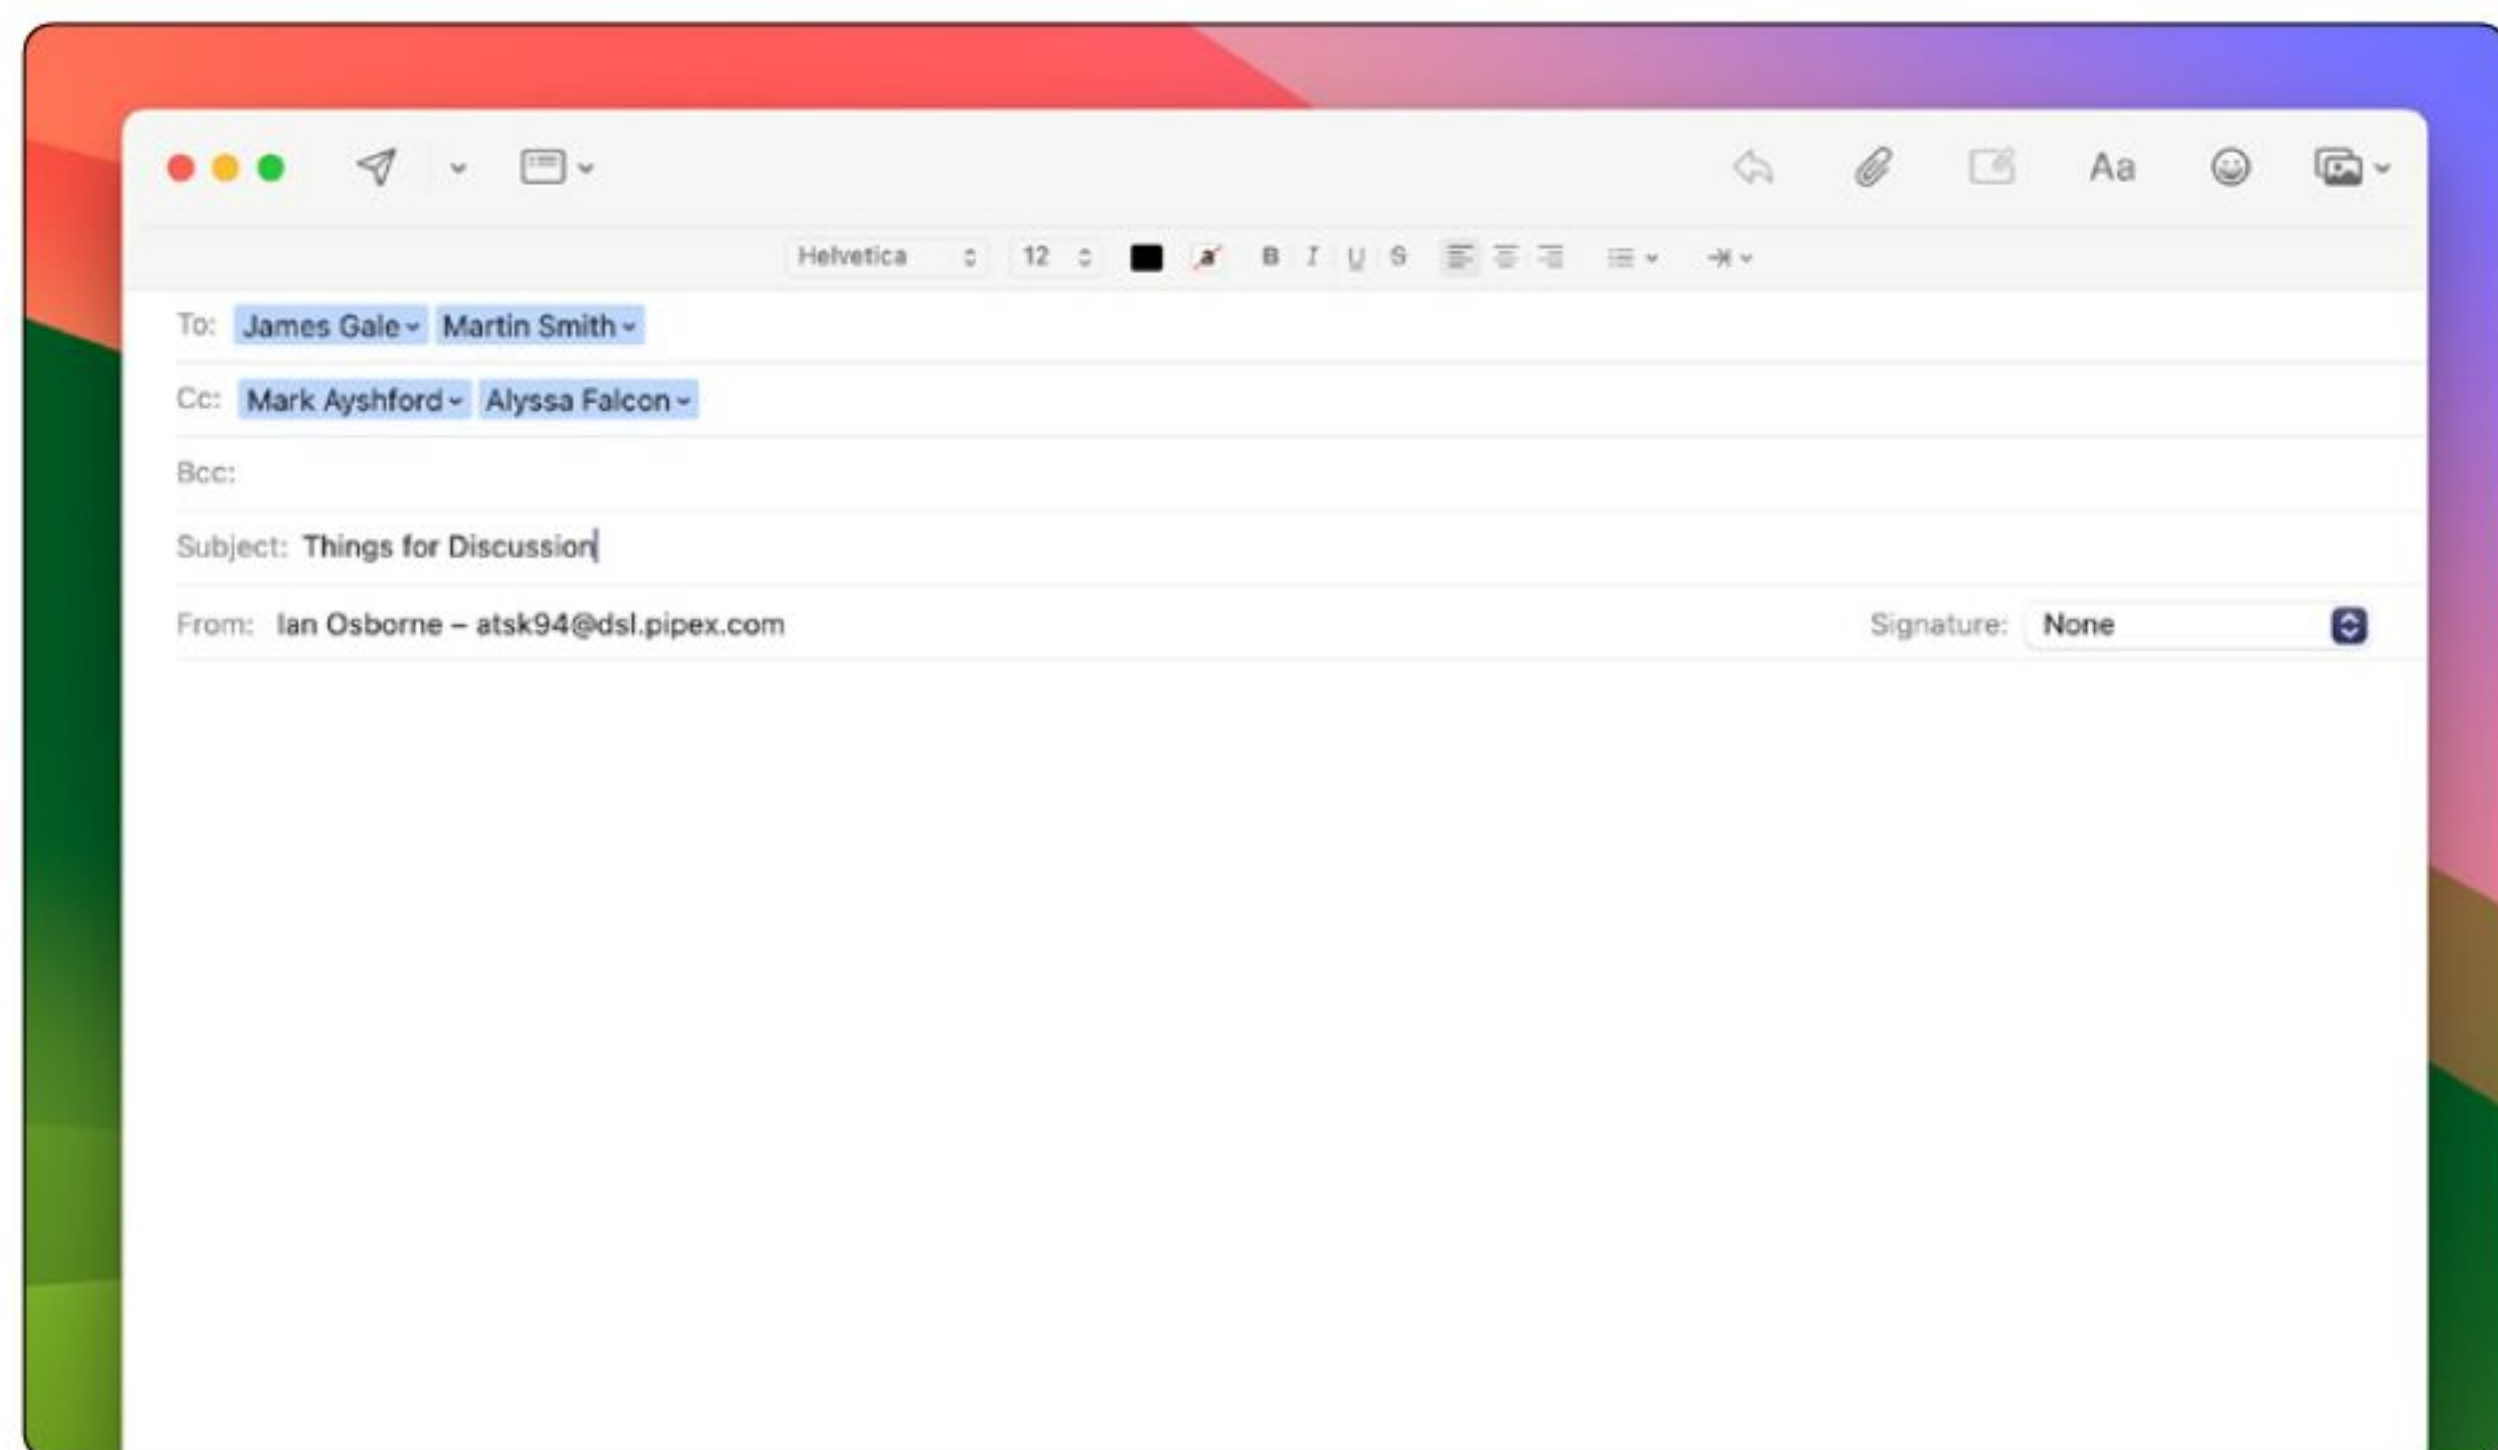 Aa
Helvetica 12 a B I U S
To: James Gale Martin Smith
Cc: Mark Ayshford Alyssa Falcon
Bcc:
Subject: Things for Discussion
From: Ian Osborne – atsk94@dsl.pipex.com Signature: None